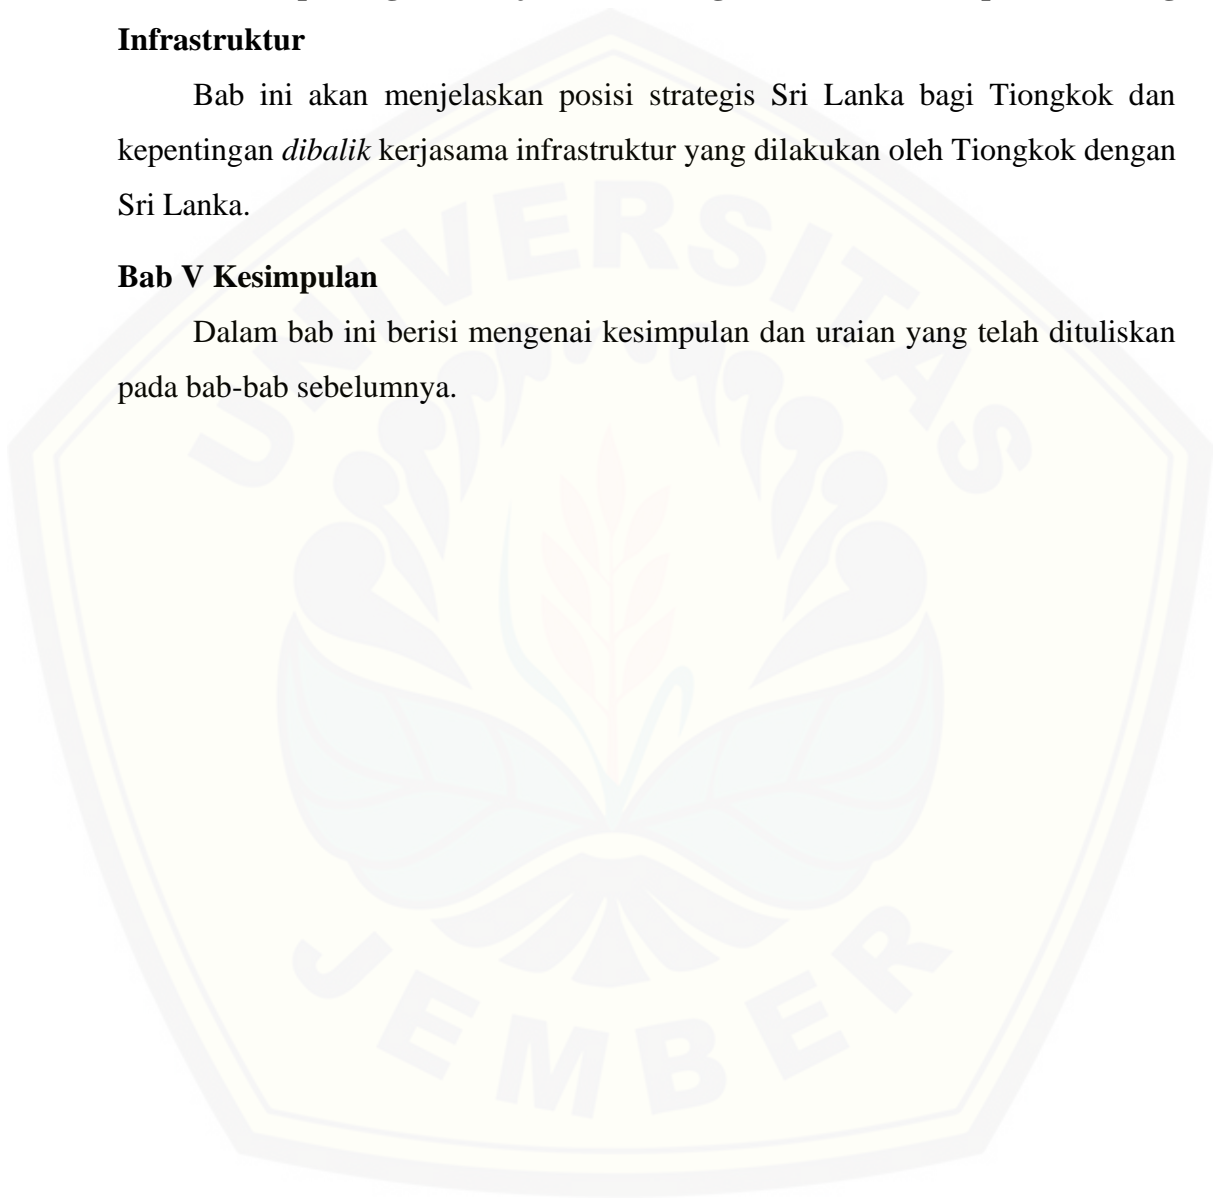 Infrastruktur
Bab ini akan menjelaskan posisi strategis Sri Lanka bagi Tiongkok dan
kepentingan dibalik kerjasama infrastruktur yang dilakukan oleh Tiongkok dengan
Sri Lanka.
Bab V Kesimpulan
Dalam bab ini berisi mengenai kesimpulan dan uraian yang telah dituliskan
pada bab-bab sebelumnya.
UNIVERSITAS
JEMBER